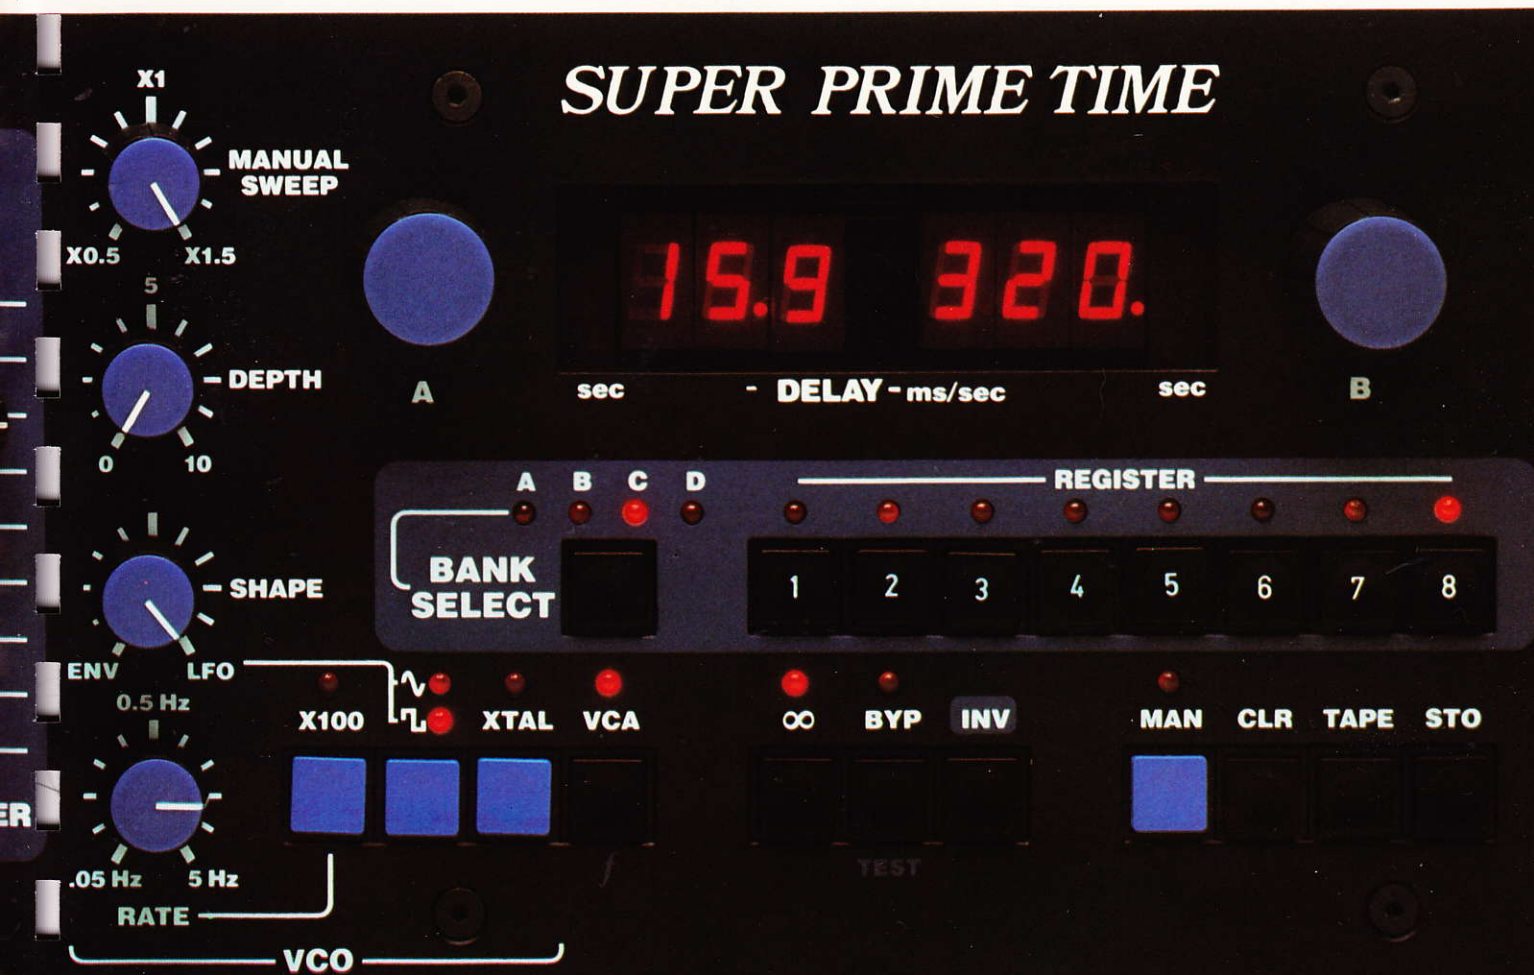 SUPER PRIME TIME
X1
MANUAL
SWEEP
X0.5
X1.5
15.9 320.
A
sec - DELAY - ms/sec sec
B
5
DEPTH
0
10
A B C D
REGISTER
BANK
SELECT
1 2 3 4 5 6 7 8
SHAPE
ENV
LFO
X100 XTAL VCA
∞ BYP INV
MAN CLR TAPE STO
0.5 Hz
.05 Hz
5 Hz
RATE
f
TEST
VCO
ER